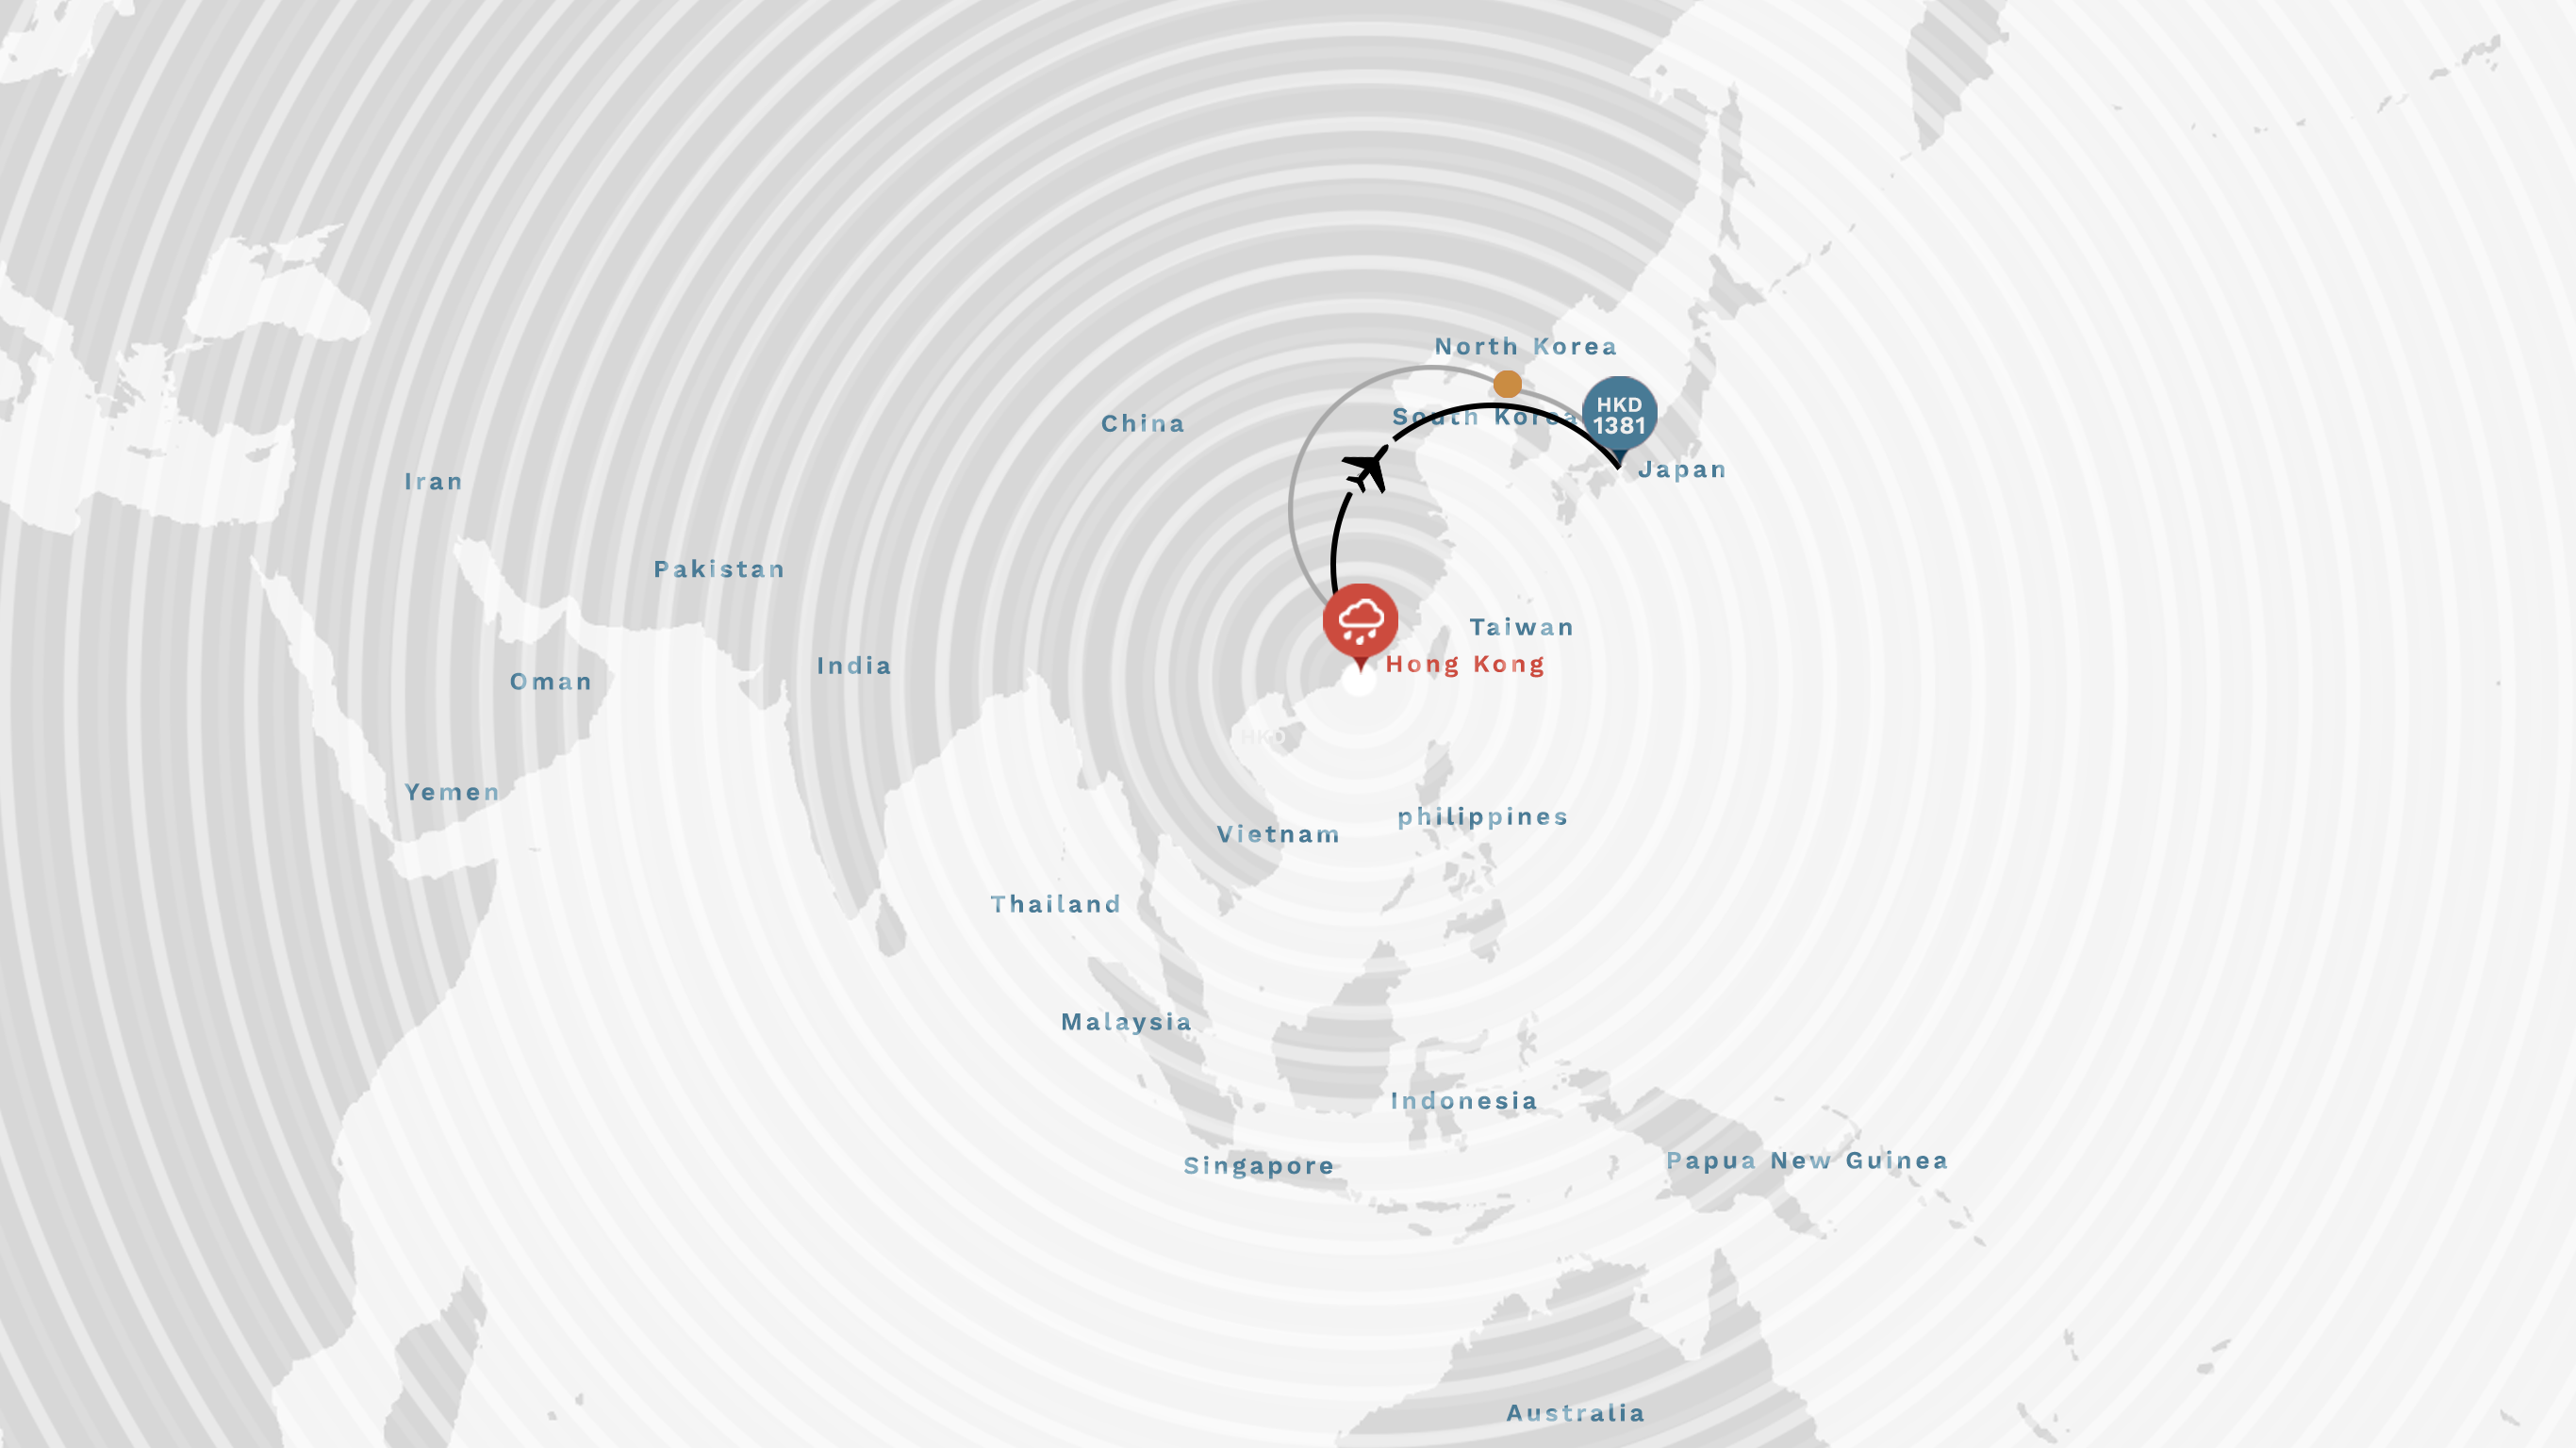 North Korea
HKD
1381
South Korea
China
Japan
Iran
Pakistan
Taiwan
Hong Kong
India
Oman
HKD
Yemen
philippines
Vietnam
Thailand
Malaysia
Indonesia
Singapore
Papua New Guinea
Australia